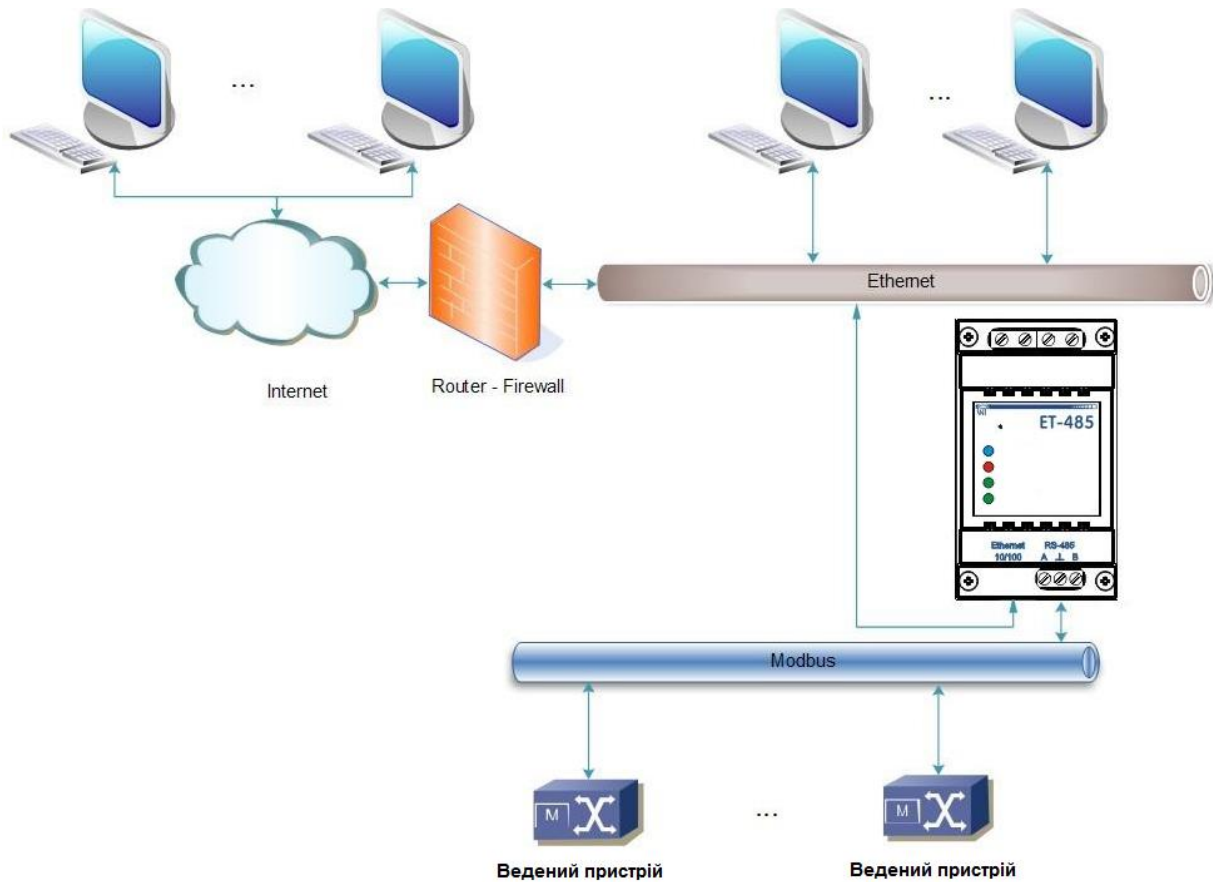 ...
...
Ethernet
Internet
Router - Firewall
ET-485
Ethernet
10/100
RS-485
A ⊥ B
Modbus
M
M
...
Ведений пристрій
Ведений пристрій